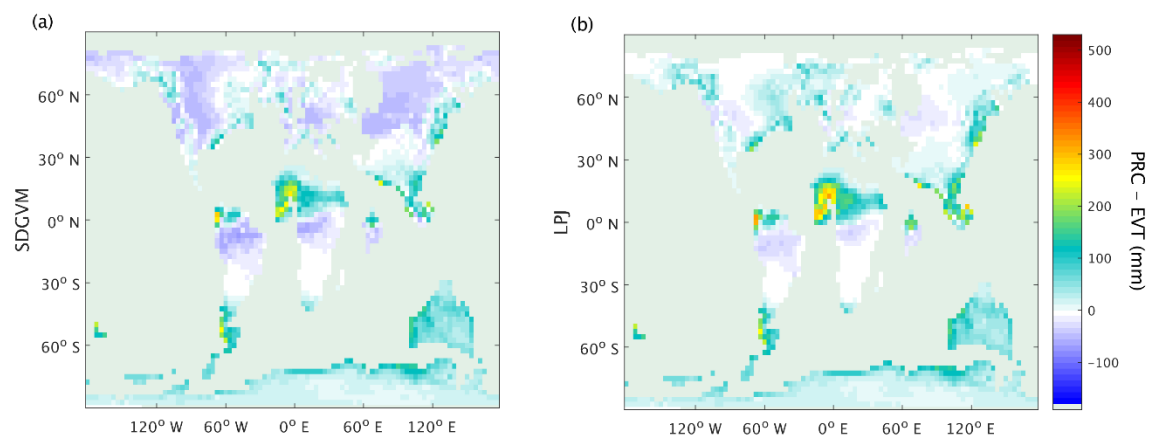 (a)
(b)
60° N
30° N
0° N
30° S
60° S
SDGVM
120° W
60° W
0° E
60° E
120° E
60° N
30° N
0° N
30° S
60° S
LPJ
120° W
60° W
0° E
60° E
120° E
500
400
300
200
100
0
−100
PRC − EVT (mm)